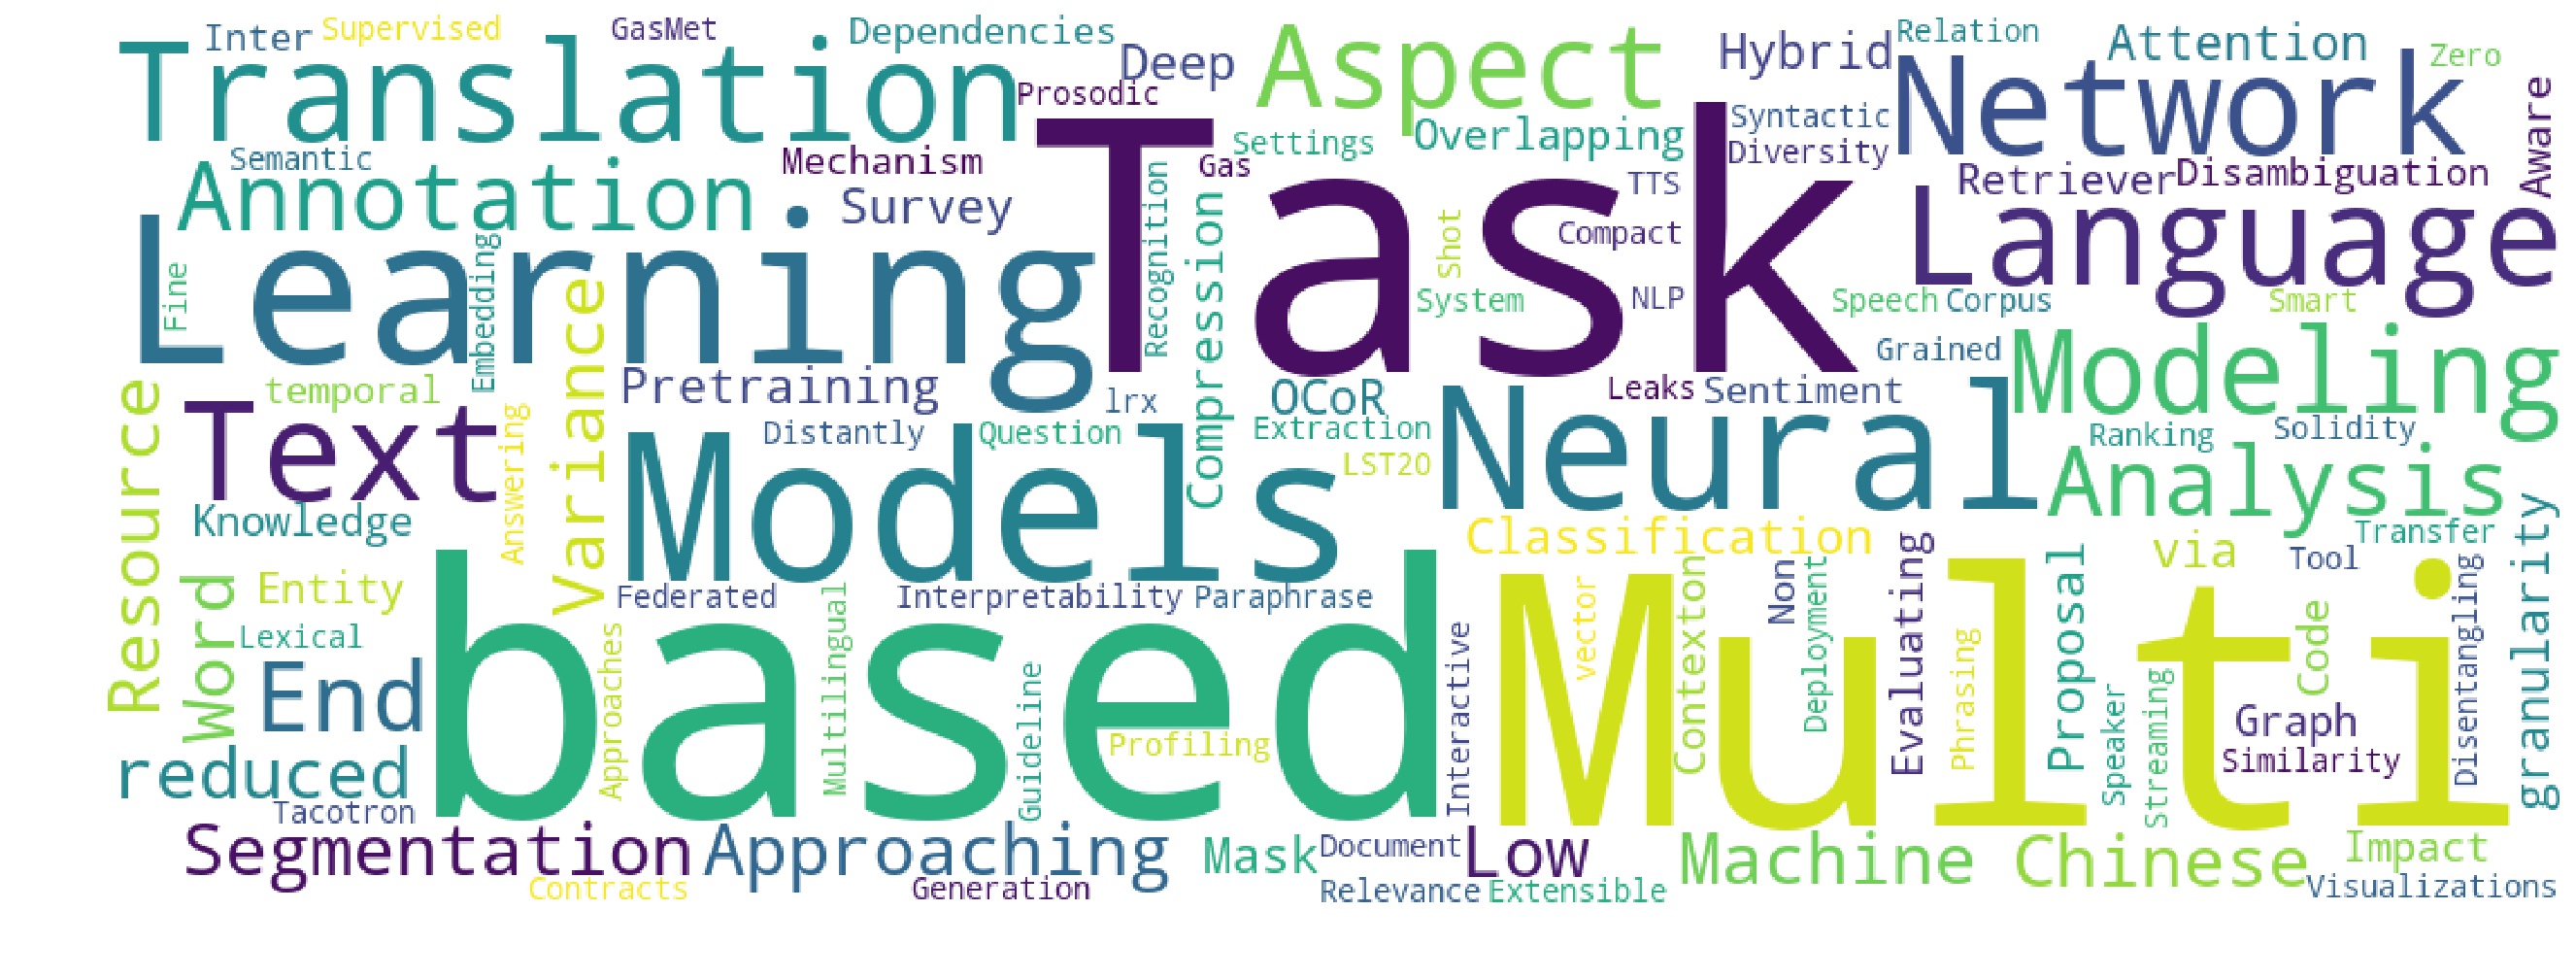 Inter
Supervised
GasMet
Dependencies
Translation
Deep
Prosodic
Aspect
Hybrid
Relation
Attention
Zero
Network
Aware
Semantic
Annotation
Mechanism
Survey
Task
Settings
Overlapping
Gas
Syntactic
Diversity
TTS
Retriever
Disambiguation
Language
Learning
Fine
Embedding
Variance
Recognition
Compression
Shot
Compact
System
NLP
Speech
Corpus
Smart
Grained
Modeling
Resource
temporal
Text
Answering
Pretraining
lrx
OCoR
Leaks
Sentiment
Distantly
Question
Extraction
LST20
Models
Neural
Ranking
Solidity
Analysis
Knowledge
Classification
Transfer
via
Tool
granularity
Word
Entity
Lexical
End
Federated
Interpretability
Paraphrase
based
Approaches
Multilingual
Guideline
Profiling
Interactive
Multi
vector
Contexton
Non
Deployment
Evaluating
Phrasing
Proposal
Speaker
Streaming
Code
Graph
Similarity
Disentangling
reduced
Tacotron
Segmentation
Approaching
Mask
Document
Low
Machine
Chinese
Impact
Contracts
Generation
Relevance
Extensible
Visualizations